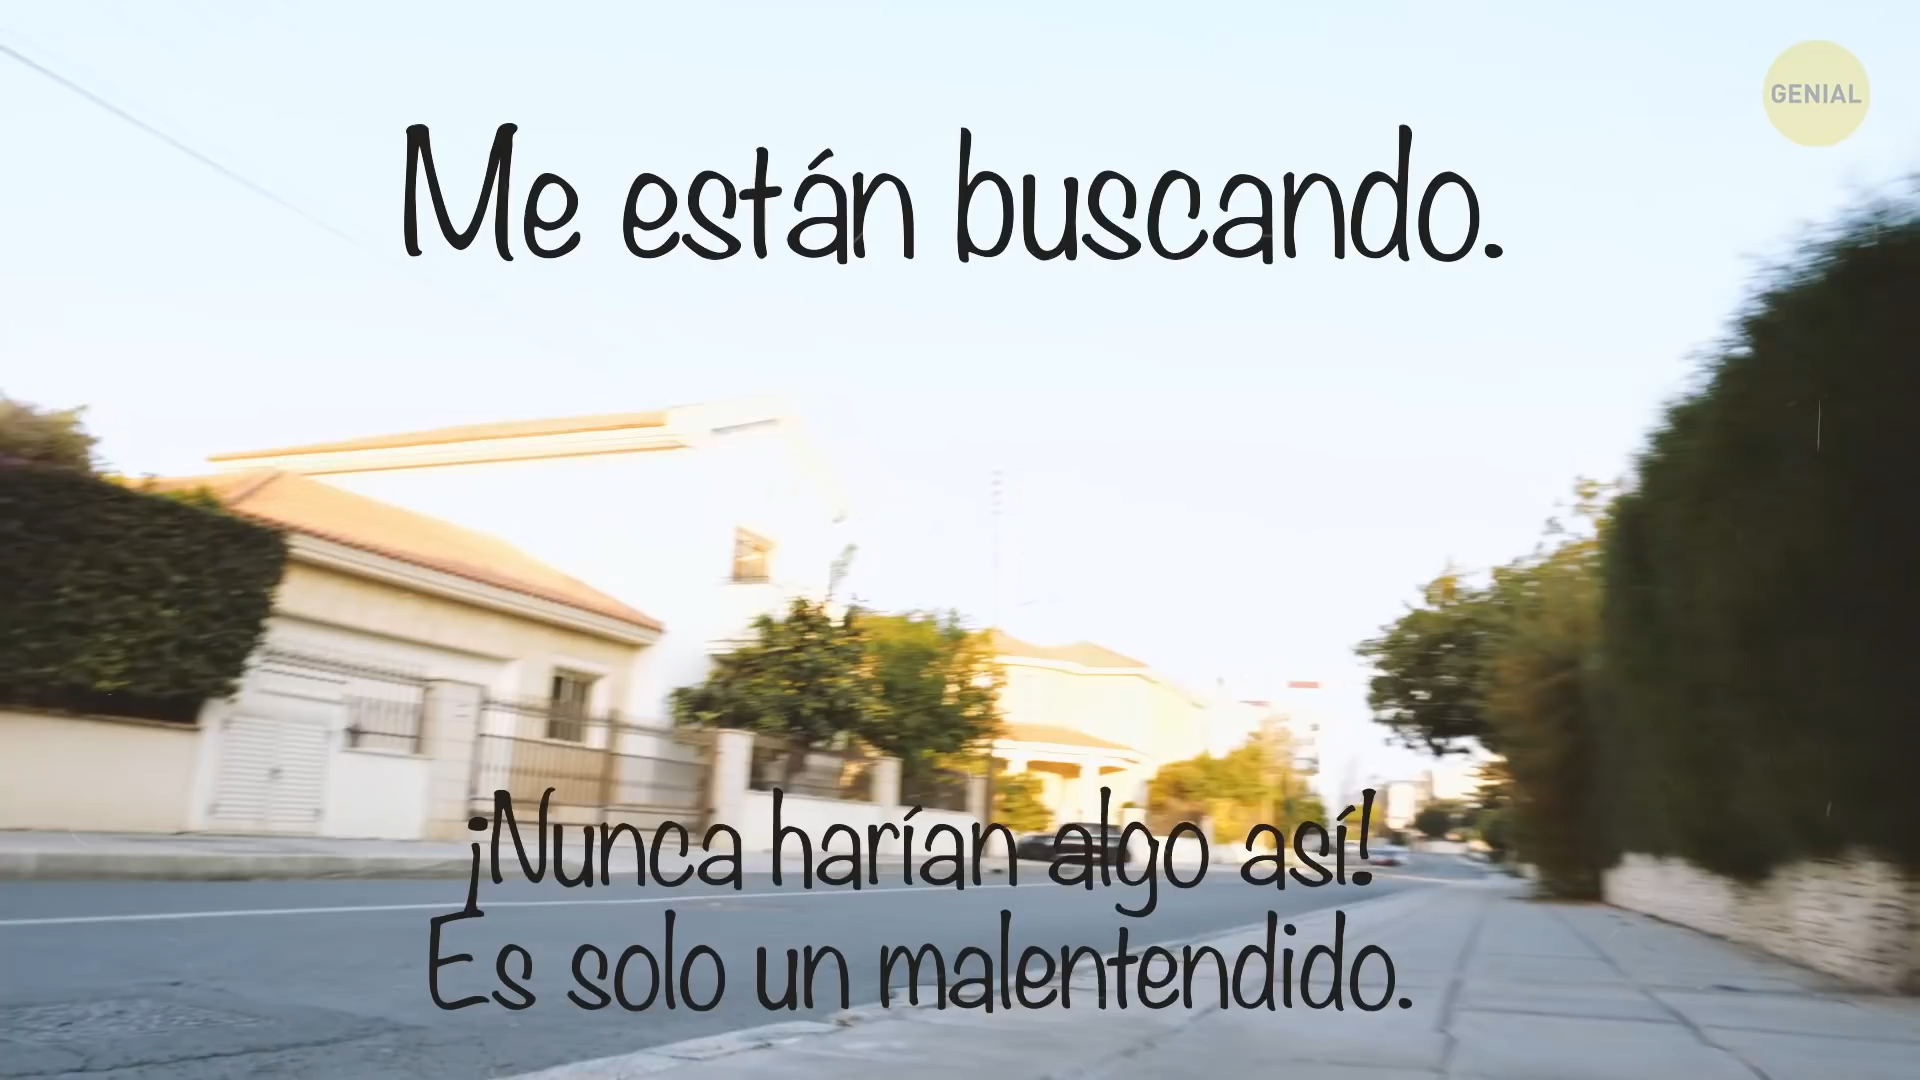 GENIAL
Me están buscando.
¡Nunca harían algo así!
Es solo un malentendido.